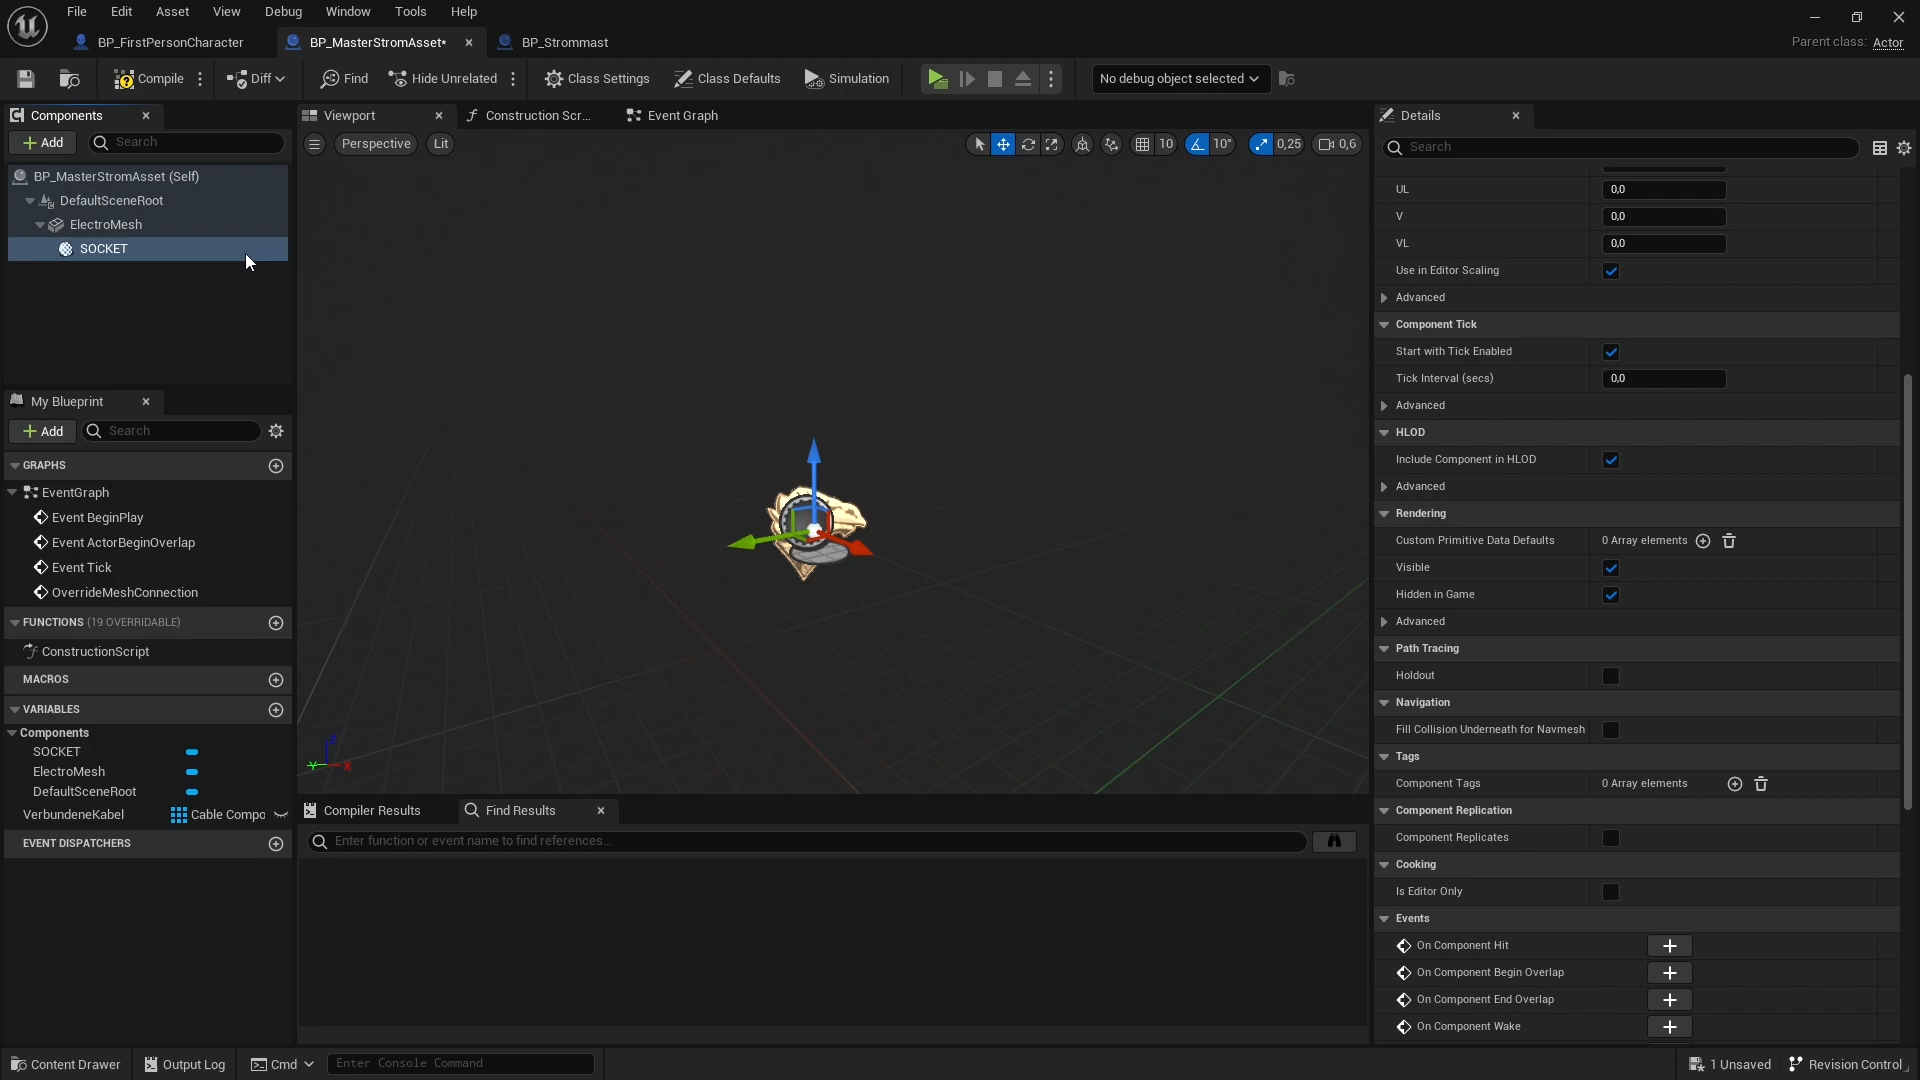 File Edit Asset View Debug Window Tools Help
BP_FirstPersonCharacter BP_MasterStromAsset* BP_Strommast
Parent class: Actor
Compile Diff Find Hide Unrelated Class Settings Class Defaults Simulation No debug object selected
Components
Add Search
BP_MasterStromAsset (Self)
DefaultSceneRoot
ElectroMesh
SOCKET
My Blueprint
Add Search
GRAPHS
EventGraph
Event BeginPlay
Event ActorBeginOverlap
Event Tick
OverrideMeshConnection
FUNCTIONS (19 OVERRIDABLE)
ConstructionScript
MACROS
VARIABLES
Components
SOCKET
ElectroMesh
DefaultSceneRoot
VerbundeneKabel Cable Compo
EVENT DISPATCHERS
Viewport Construction Scr... Event Graph
Perspective Lit 10 10° 0,25 0,6
Z
Y X
Compiler Results Find Results
Enter function or event name to find references...
Details
Search
UL 0,0
V 0,0
VL 0,0
Use in Editor Scaling
Advanced
Component Tick
Start with Tick Enabled
Tick Interval (secs) 0,0
Advanced
HLOD
Include Component in HLOD
Advanced
Rendering
Custom Primitive Data Defaults 0 Array elements
Visible
Hidden in Game
Advanced
Path Tracing
Holdout
Navigation
Fill Collision Underneath for Navmesh
Tags
Component Tags 0 Array elements
Component Replication
Component Replicates
Cooking
Is Editor Only
Events
On Component Hit
On Component Begin Overlap
On Component End Overlap
On Component Wake
Content Drawer Output Log Cmd Enter Console Command 1 Unsaved Revision Control